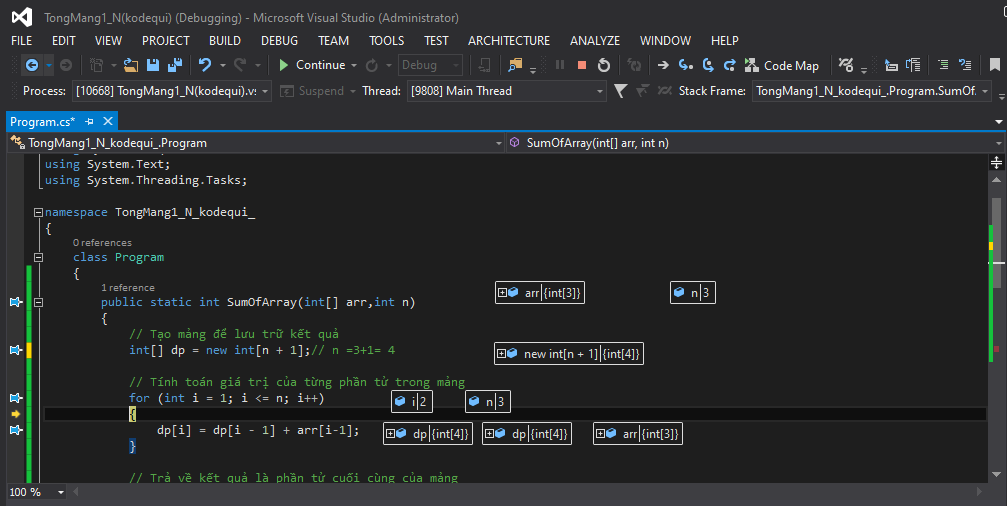 TongMang1_N(kodequi) (Debugging) - Microsoft Visual Studio (Administrator)
FILE EDIT VIEW PROJECT BUILD DEBUG TEAM TOOLS TEST ARCHITECTURE ANALYZE WINDOW HELP
Continue Debug Code Map
Process: [10668] TongMang1_N(kodequi).vs Suspend Thread: [9808] Main Thread Stack Frame: TongMang1_N_kodequi_.Program.SumOf.
Program.cs*
TongMang1_N_kodequi_.Program SumOfArray(int[] arr, int n)
using System.Text;
using System.Threading.Tasks;
namespace TongMang1_N_kodequi_
{
0 references
class Program
{
1 reference
public static int SumOfArray(int[] arr,int n) arr {int[3]} n 3
{
// Tạo mảng để lưu trữ kết quả
int[] dp = new int[n + 1];// n =3+1= 4 new int[n + 1] {int[4]}
// Tính toán giá trị của từng phần tử trong mảng
for (int i = 1; i <= n; i++) i 2 n 3
{
dp[i] = dp[i - 1] + arr[i-1]; dp {int[4]} dp {int[4]} arr {int[3]}
}
// Trả về kết quả là phần tử cuối cùng của mảng
100 %